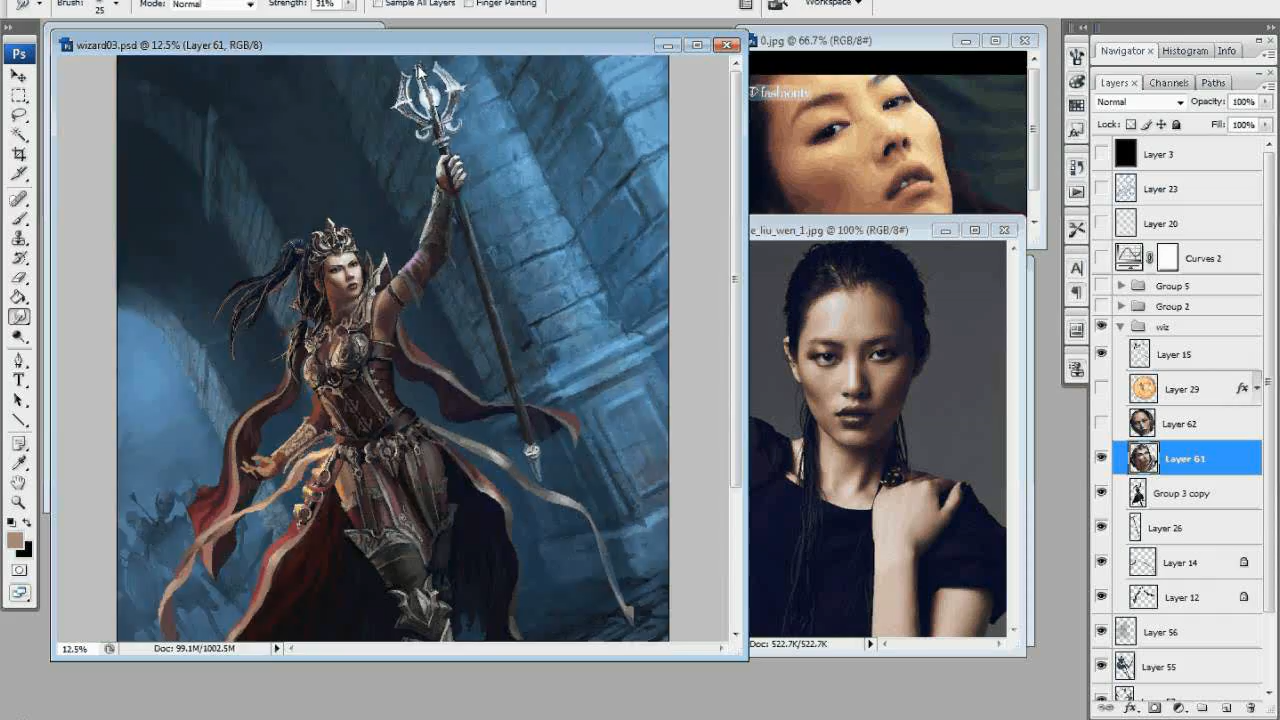 Brush: 25 Mode: Normal Strength: 31% Sample All Layers Finger Painting Workspace
Ps
wizard03.psd @ 12.5% (Layer 61, RGB/8)
12.5% Doc: 99.1M/1002.5M
0.jpg @ 66.7% (RGB/8#)
fashiontv
e_liu_wen_1.jpg @ 100% (RGB/8#)
Doc: 522.7K/522.7K
Navigator × Histogram Info
Layers × Channels Paths
Normal Opacity: 100%
Lock: Fill: 100%
Layer 3
Layer 23
Layer 20
Curves 2
Group 5
Group 2
wiz
Layer 15
Layer 29 fx
Layer 62
Layer 61
Group 3 copy
Layer 26
Layer 14
Layer 12
Layer 56
Layer 55